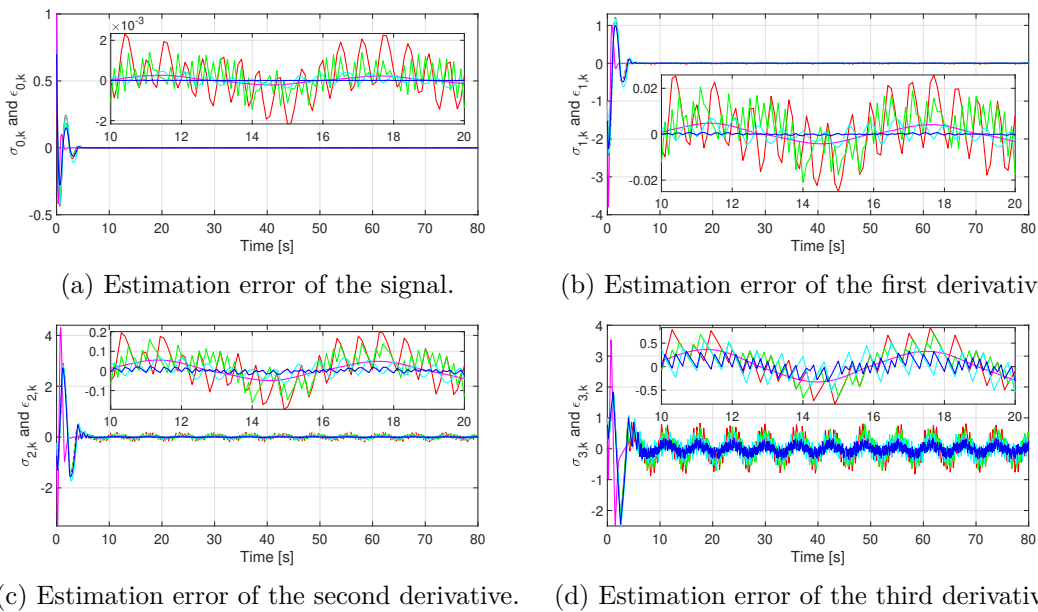 ×10⁻³
2
0
-2
10 12 14 16 18 20
1
0.5
0
-0.5
0 10 20 30 40 50 60 70 80
σ0,k and ϵ0,k
Time [s]
(a) Estimation error of the signal.
0.02
0
-0.02
10 12 14 16 18 20
1
0
-1
-2
-3
-4
0 10 20 30 40 50 60 70 80
σ1,k and ϵ1,k
Time [s]
(b) Estimation error of the first derivativ
0.2
0.1
0
-0.1
10 12 14 16 18 20
4
2
0
-2
0 10 20 30 40 50 60 70 80
σ2,k and ϵ2,k
Time [s]
(c) Estimation error of the second derivative.
0.5
0
-0.5
10 12 14 16 18 20
4
3
2
1
0
-1
-2
0 10 20 30 40 50 60 70 80
σ3,k and ϵ3,k
Time [s]
(d) Estimation error of the third derivativ